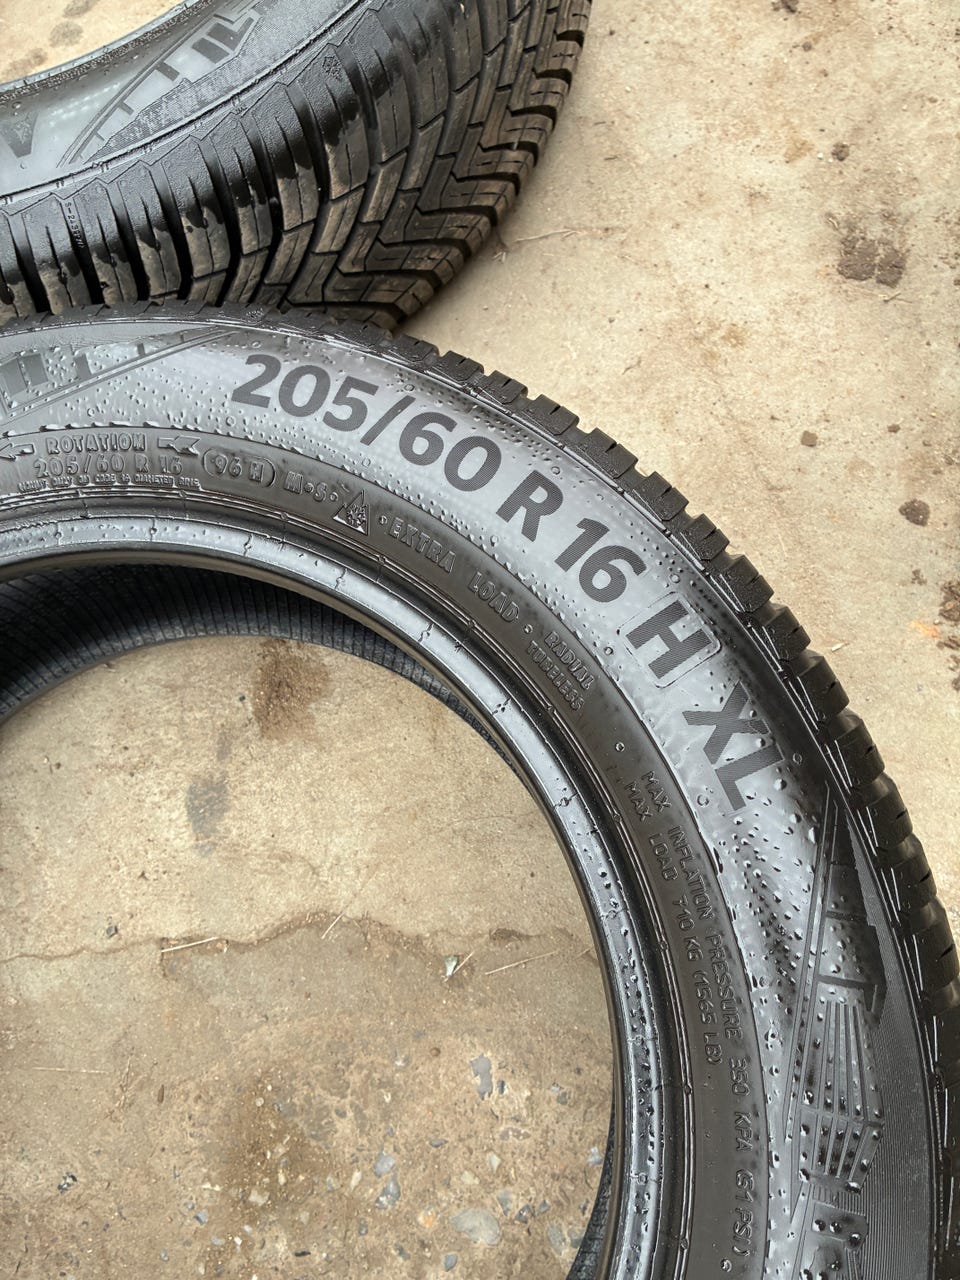 205/60 R 16 H XL
ROTATION
205/60 R 16 96 H M•S• • EXTRA LOAD •
RADIAL
TUBELESS
MAX INFLATION PRESSURE 350 KPA (51 PSI)
MAX LOAD 710 KG (1565 LB)